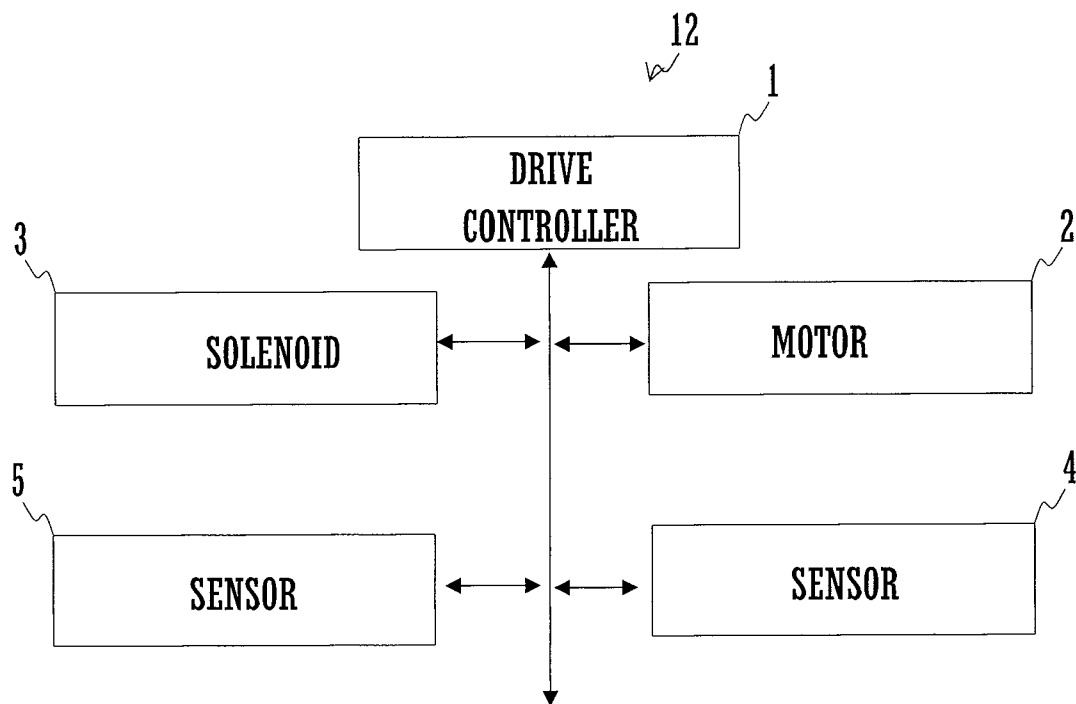 12
1
DRIVE
CONTROLLER
3
2
SOLENOID
MOTOR
5
4
SENSOR
SENSOR